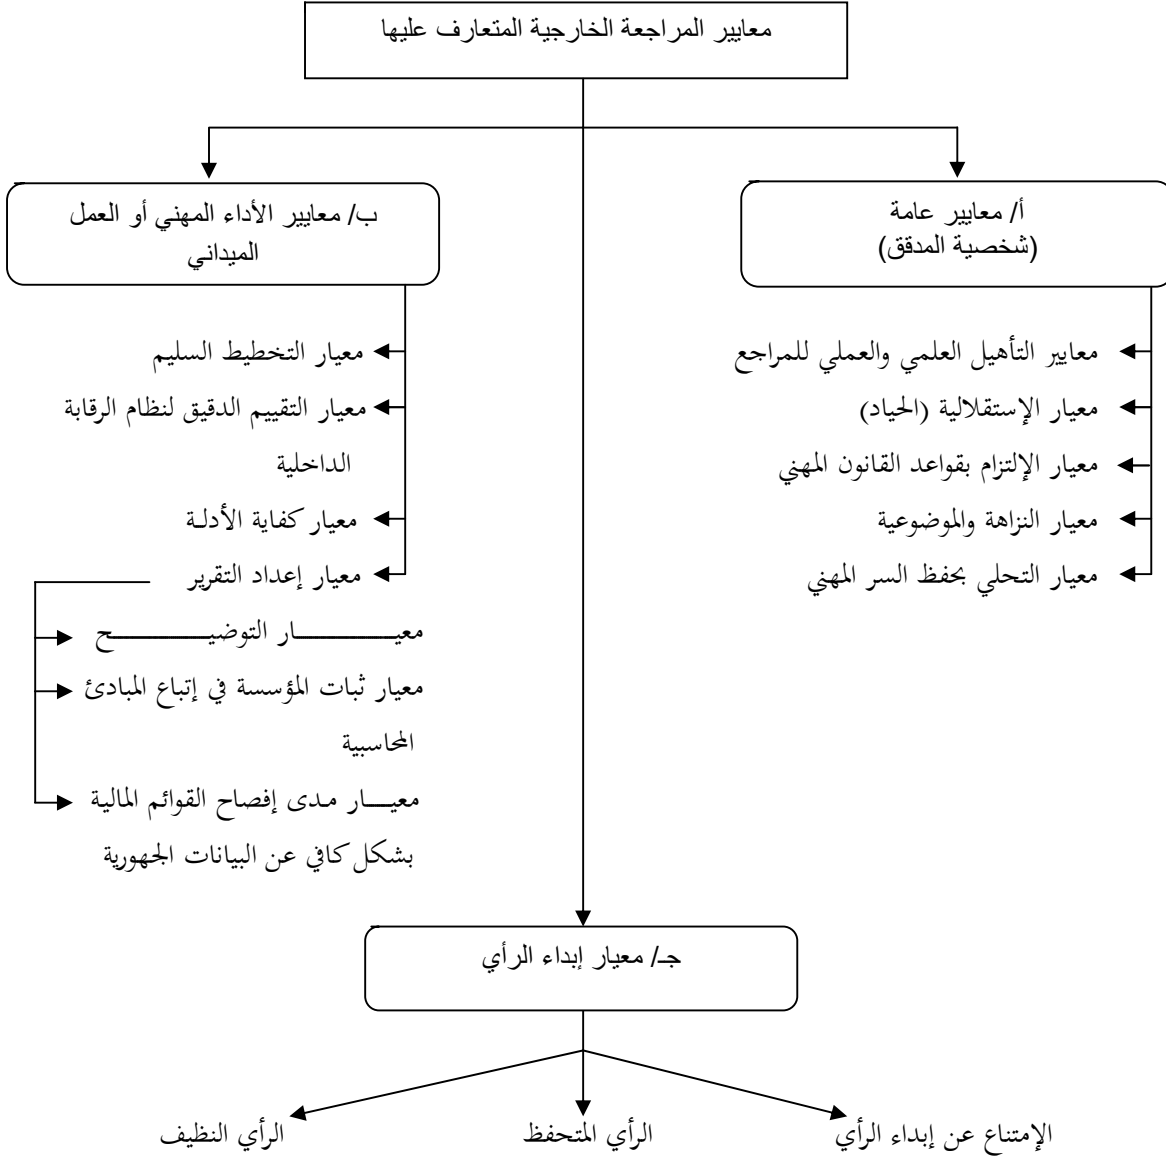 معايير المراجعة الخارجية المتعارف عليها
أ/ معايير عامة
(شخصية المدقق)
معايير التأهيل العلمي والعملي للمراجع
معيار الإستقلالية (الحياد)
معيار الإلتزام بقواعد القانون المهني
معيار النزاهة والموضوعية
معيار التحلي بحفظ السر المهني
ب/ معايير الأداء المهني أو العمل
الميداني
معيار التخطيط السليم
معيار التقييم الدقيق لنظام الرقابة
الداخلية
معيار كفاية الأدلـة
معيار إعداد التقرير
معيـــــــار التوضيـــــــح
معيار ثبات المؤسسة في إتباع المبادئ
المحاسبية
معيـــار مـدى إفصاح القوائم المالية
بشكل كافي عن البيانات الجهورية
جـ/ معيار إبداء الرأي
الإمتناع عن إبداء الرأي
الرأي المتحفظ
الرأي النظيف